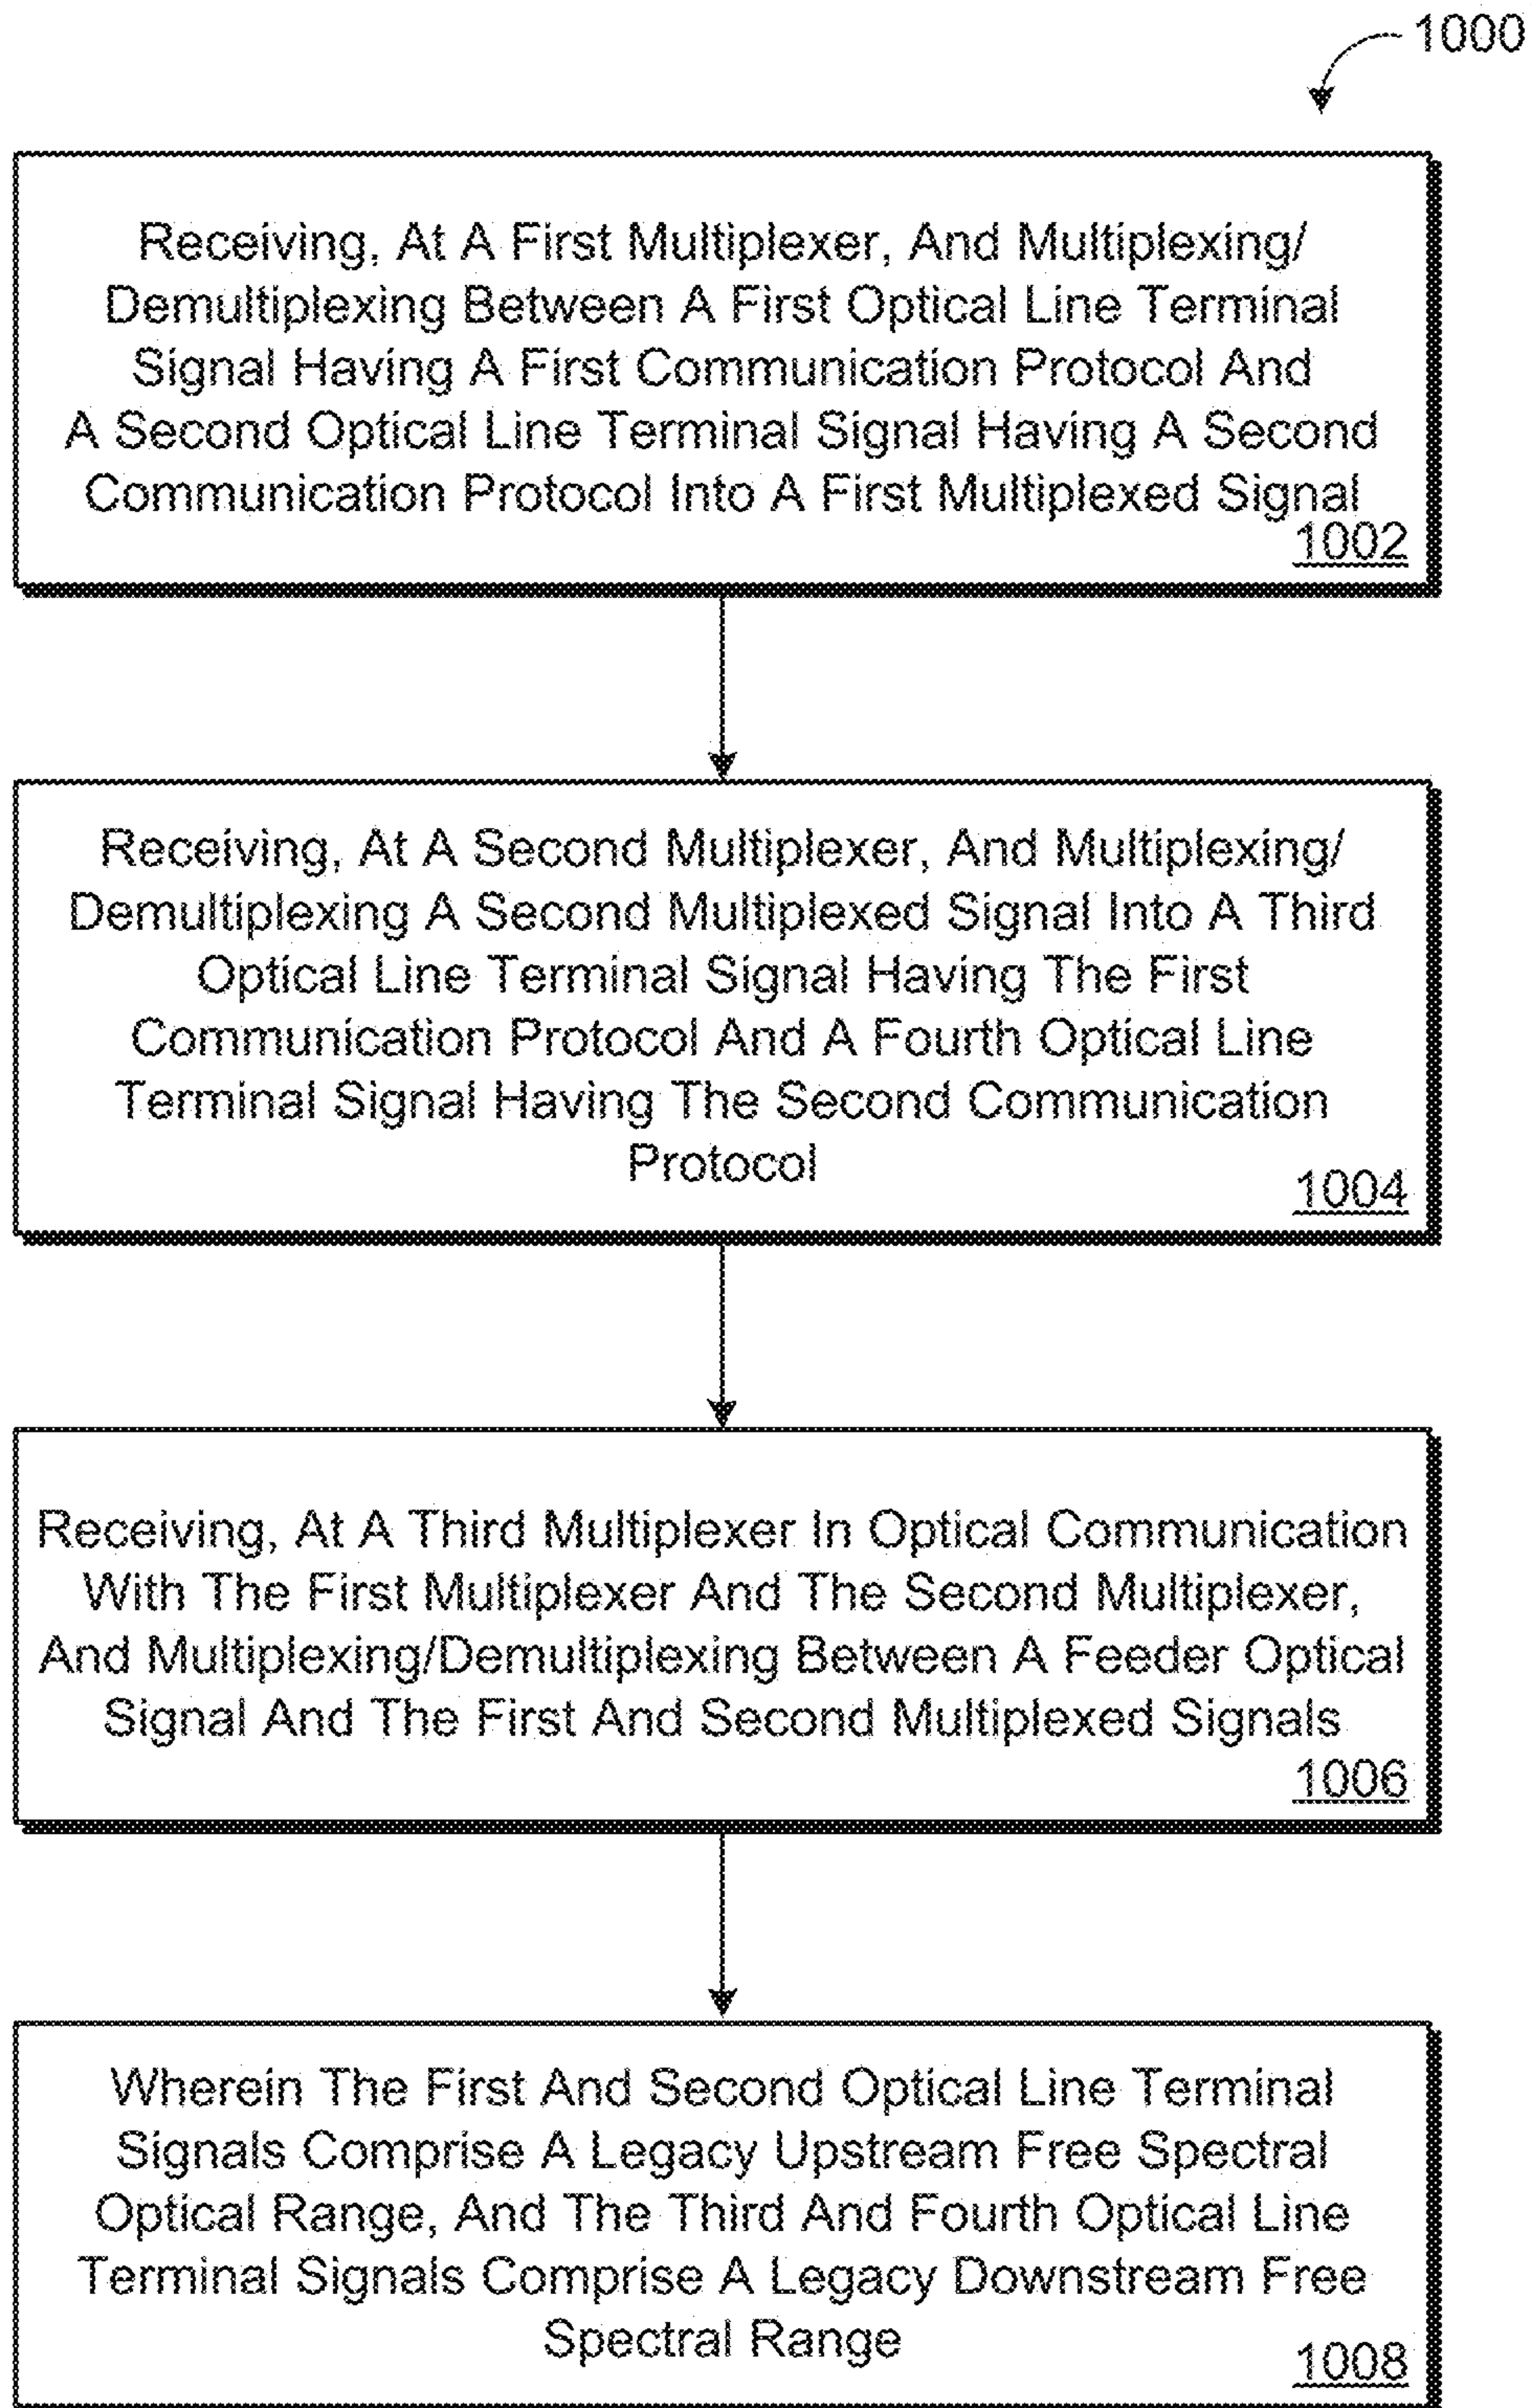 1000
Receiving, At A First Multiplexer, And Multiplexing/
Demultiplexing Between A First Optical Line Terminal
Signal Having A First Communication Protocol And
A Second Optical Line Terminal Signal Having A Second
Communication Protocol Into A First Multiplexed Signal
1002
Receiving, At A Second Multiplexer, And Multiplexing/
Demultiplexing A Second Multiplexed Signal Into A Third
Optical Line Terminal Signal Having The First
Communication Protocol And A Fourth Optical Line
Terminal Signal Having The Second Communication
Protocol
1004
Receiving, At A Third Multiplexer In Optical Communication
With The First Multiplexer And The Second Multiplexer,
And Multiplexing/Demultiplexing Between A Feeder Optical
Signal And The First And Second Multiplexed Signals
1006
Wherein The First And Second Optical Line Terminal
Signals Comprise A Legacy Upstream Free Spectral
Optical Range, And The Third And Fourth Optical Line
Terminal Signals Comprise A Legacy Downstream Free
Spectral Range
1008